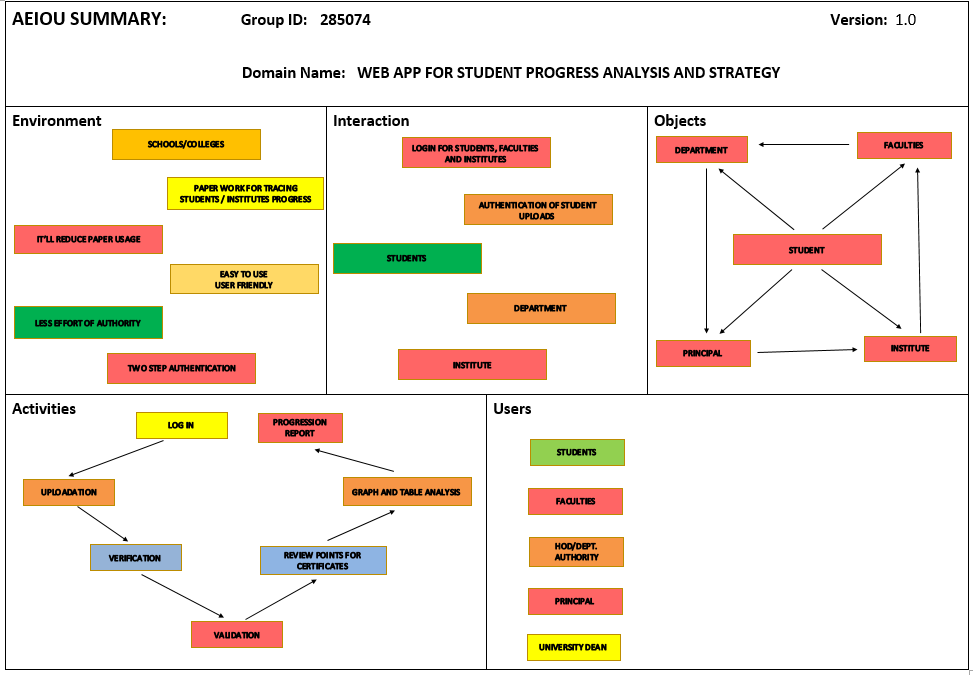 AEIOU SUMMARY: Group ID: 285074 Version: 1.0
Domain Name: WEB APP FOR STUDENT PROGRESS ANALYSIS AND STRATEGY
Environment
SCHOOLS/COLLEGES
PAPER WORK FOR TRACING
STUDENTS / INSTITUTES PROGRESS
IT'LL REDUCE PAPER USAGE
EASY TO USE
USER FRIENDLY
LESS EFFORT OF AUTHORITY
TWO STEP AUTHENTICATION
Interaction
LOGIN FOR STUDENTS, FACULTIES
AND INSTITUTES
AUTHENTICATION OF STUDENT
UPLOADS
STUDENTS
DEPARTMENT
INSTITUTE
Objects
DEPARTMENT
FACULTIES
STUDENT
PRINCIPAL
INSTITUTE
Activities
LOG IN
UPLOADATION
VERIFICATION
VALIDATION
REVIEW POINTS FOR
CERTIFICATES
GRAPH AND TABLE ANALYSIS
PROGRESSION
REPORT
Users
STUDENTS
FACULTIES
HOD/DEPT.
AUTHORITY
PRINCIPAL
UNIVERSITY DEAN